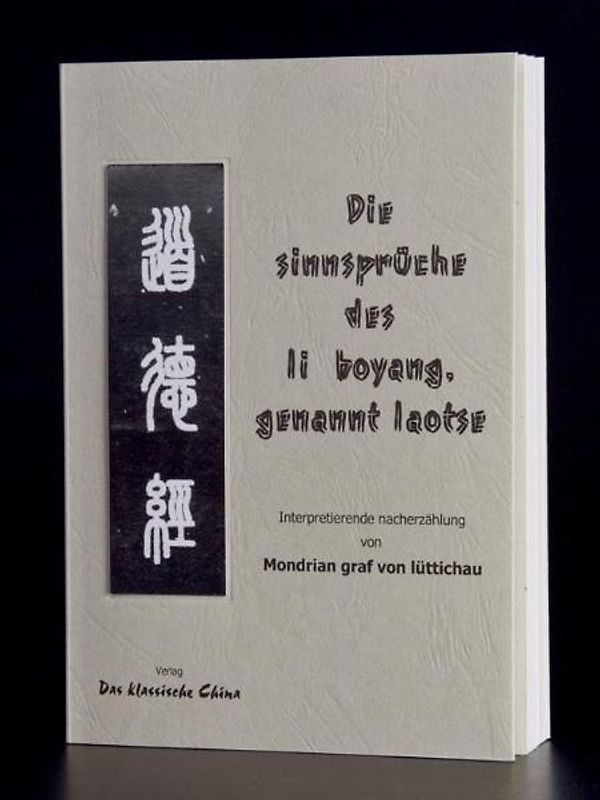 道
德
經
Die
sinnsprüche
des
li boyang,
genannt laotse
Interpretierende nacherzählung
von
Mondrian graf von lüttichau
Verlag
Das klassische China